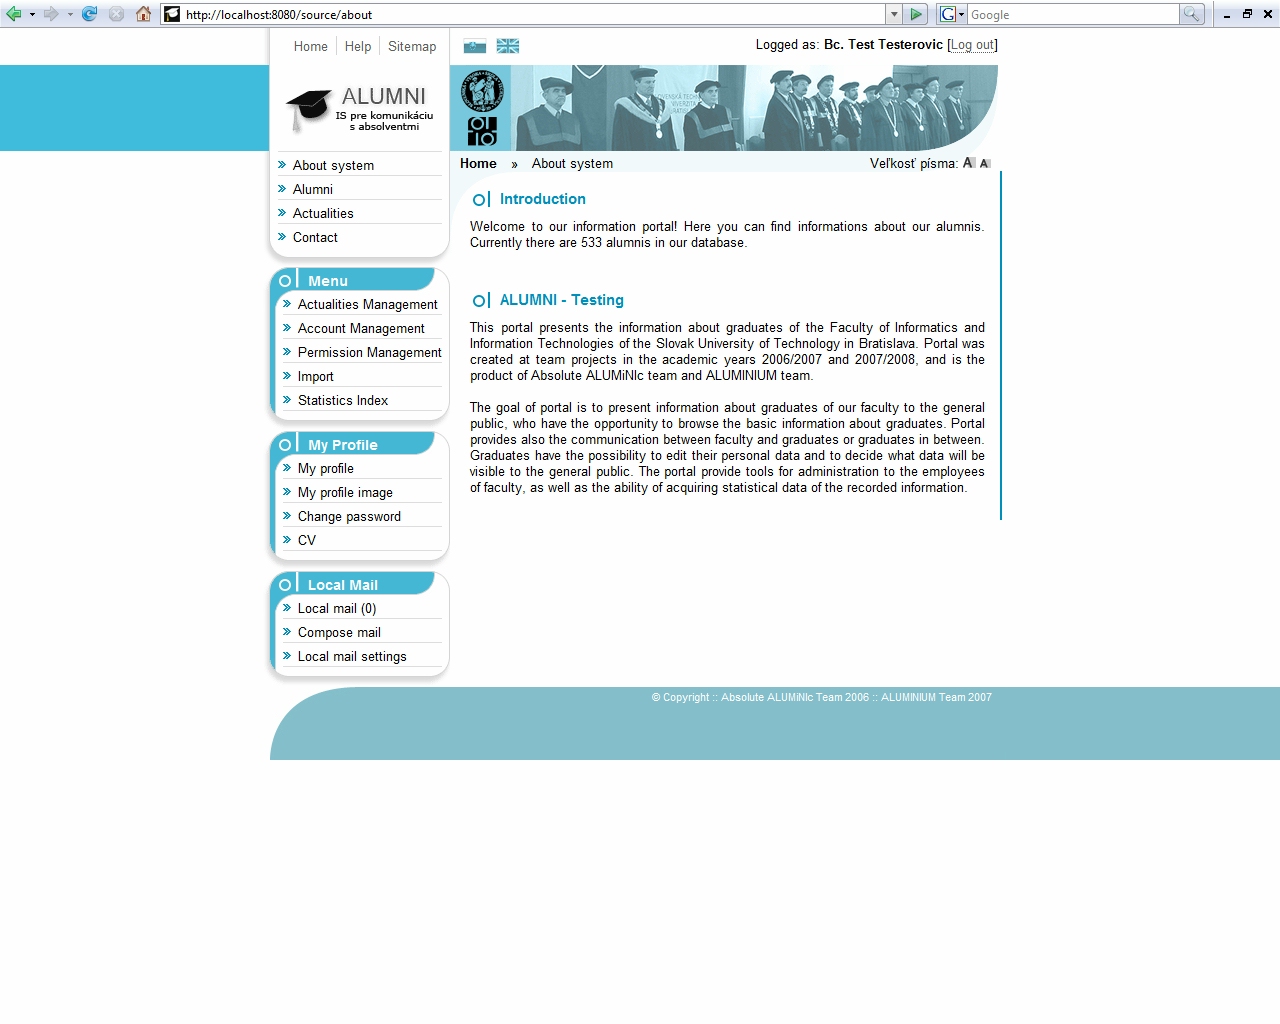 http://localhost:8080/source/about
Google
Home Help Sitemap
Logged as: Bc. Test Testerovic [Log out]
ALUMNI
IS pre komunikáciu
s absolventmi
Home » About system
Veľkosť písma: A A
About system
Alumni
Actualities
Contact
Menu
Actualities Management
Account Management
Permission Management
Import
Statistics Index
My Profile
My profile
My profile image
Change password
CV
Local Mail
Local mail (0)
Compose mail
Local mail settings
Introduction
Welcome to our information portal! Here you can find informations about our alumnis.
Currently there are 533 alumnis in our database.
ALUMNI - Testing
This portal presents the information about graduates of the Faculty of Informatics and
Information Technologies of the Slovak University of Technology in Bratislava. Portal was
created at team projects in the academic years 2006/2007 and 2007/2008, and is the
product of Absolute ALUMiNIc team and ALUMINIUM team.
The goal of portal is to present information about graduates of our faculty to the general
public, who have the opportunity to browse the basic information about graduates. Portal
provides also the communication between faculty and graduates or graduates in between.
Graduates have the possibility to edit their personal data and to decide what data will be
visible to the general public. The portal provide tools for administration to the employees
of faculty, as well as the ability of acquiring statistical data of the recorded information.
© Copyright :: Absolute ALUMiNIc Team 2006 :: ALUMINIUM Team 2007